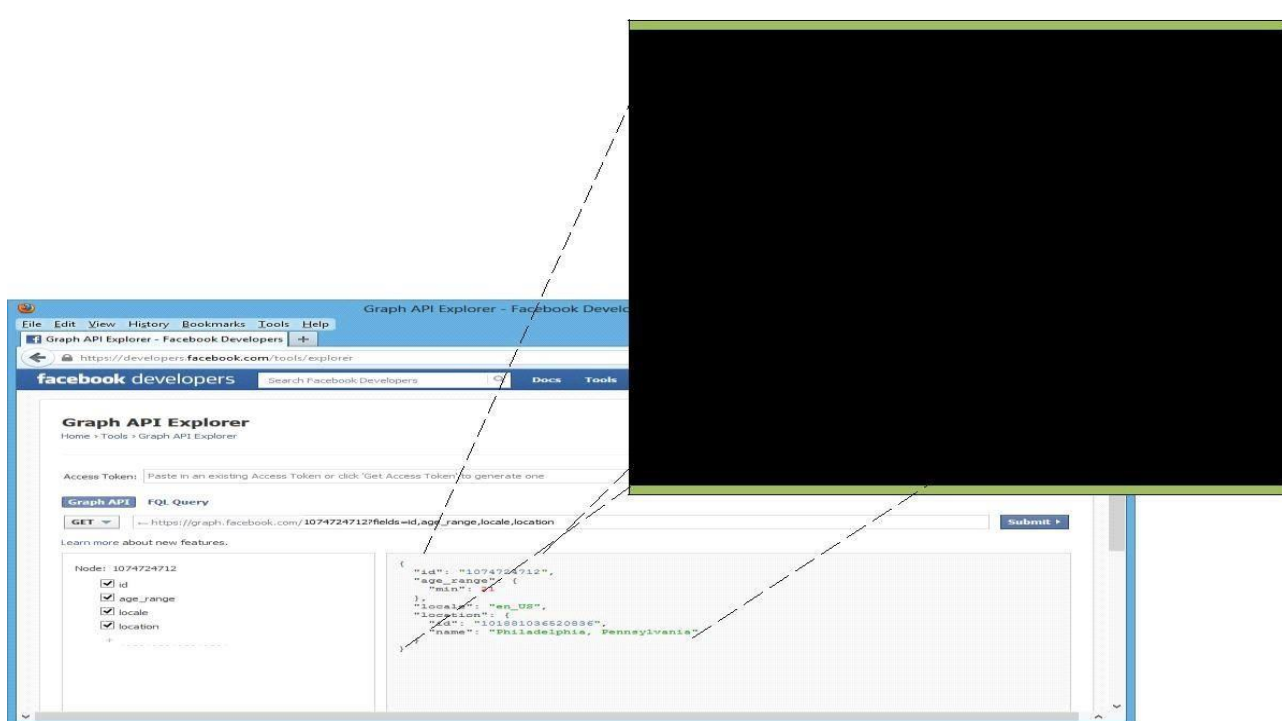 Graph API Explorer - Facebook Develo
File Edit View History Bookmarks Tools Help
Graph API Explorer - Facebook Developers
https://developers.facebook.com/tools/explorer
facebook developers Search Facebook Developers Docs Tools
Graph API Explorer
Home › Tools › Graph API Explorer
Access Token: Paste in an existing Access Token or click 'Get Access Token' to generate one
Graph API FQL Query
GET https://graph.facebook.com/1074724712?fields=id,age_range,locale,location Submit
Learn more about new features.
Node: 1074724712
id
age_range
locale
location
{
"id": "1074724712",
"age_range": {
"min": 21
},
"locale": "en_US",
"location": {
"id": "101881036520836",
"name": "Philadelphia, Pennsylvania"
}
}